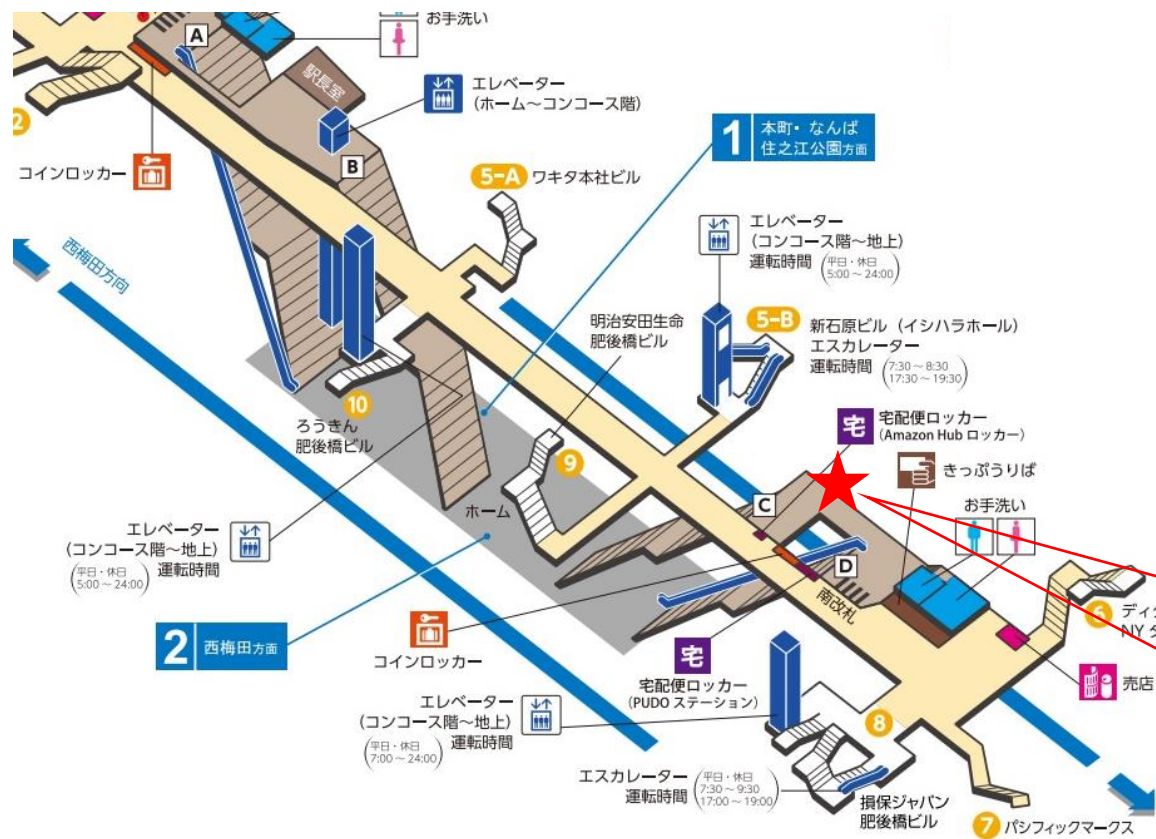 お手洗い
A
駅長室
エレベーター
(ホーム～コンコース階)
2
コインロッカー
B
1
本町・なんば
住之江公園方面
5-A ワキタ本社ビル
西梅田方向
エレベーター
(コンコース階～地上)
運転時間
平日・休日
5:00～24:00
明治安田生命
肥後橋ビル
5-B
新石原ビル (イシハラホール)
エスカレーター
運転時間
7:30～8:30
17:30～19:30
10
ろうきん
肥後橋ビル
9
宅
宅配便ロッカー
(Amazon Hub ロッカー)
きっぷうりば
お手洗い
ホーム
C
D
エレベーター
(コンコース階～地上)
平日・休日
5:00～24:00
運転時間
南改札
2
西梅田方面
コインロッカー
宅
宅配便ロッカー
(PUDO ステーション)
6
ディ
NY
売店
エレベーター
(コンコース階～地上)
平日・休日
7:00～24:00
運転時間
8
エスカレーター
運転時間
平日・休日
7:30～9:30
17:00～19:00
損保ジャパン
肥後橋ビル
7 パシフィックマークス